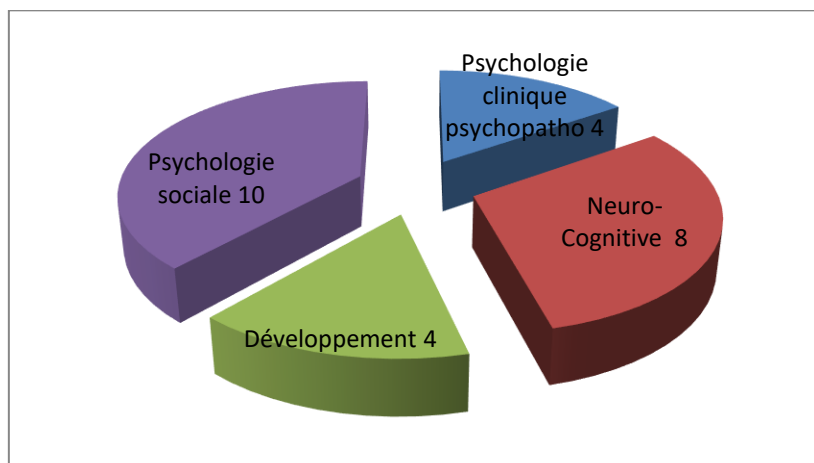 Psychologie
clinique
psychopatho 4
Neuro-
Cognitive 8
Développement 4
Psychologie
sociale 10